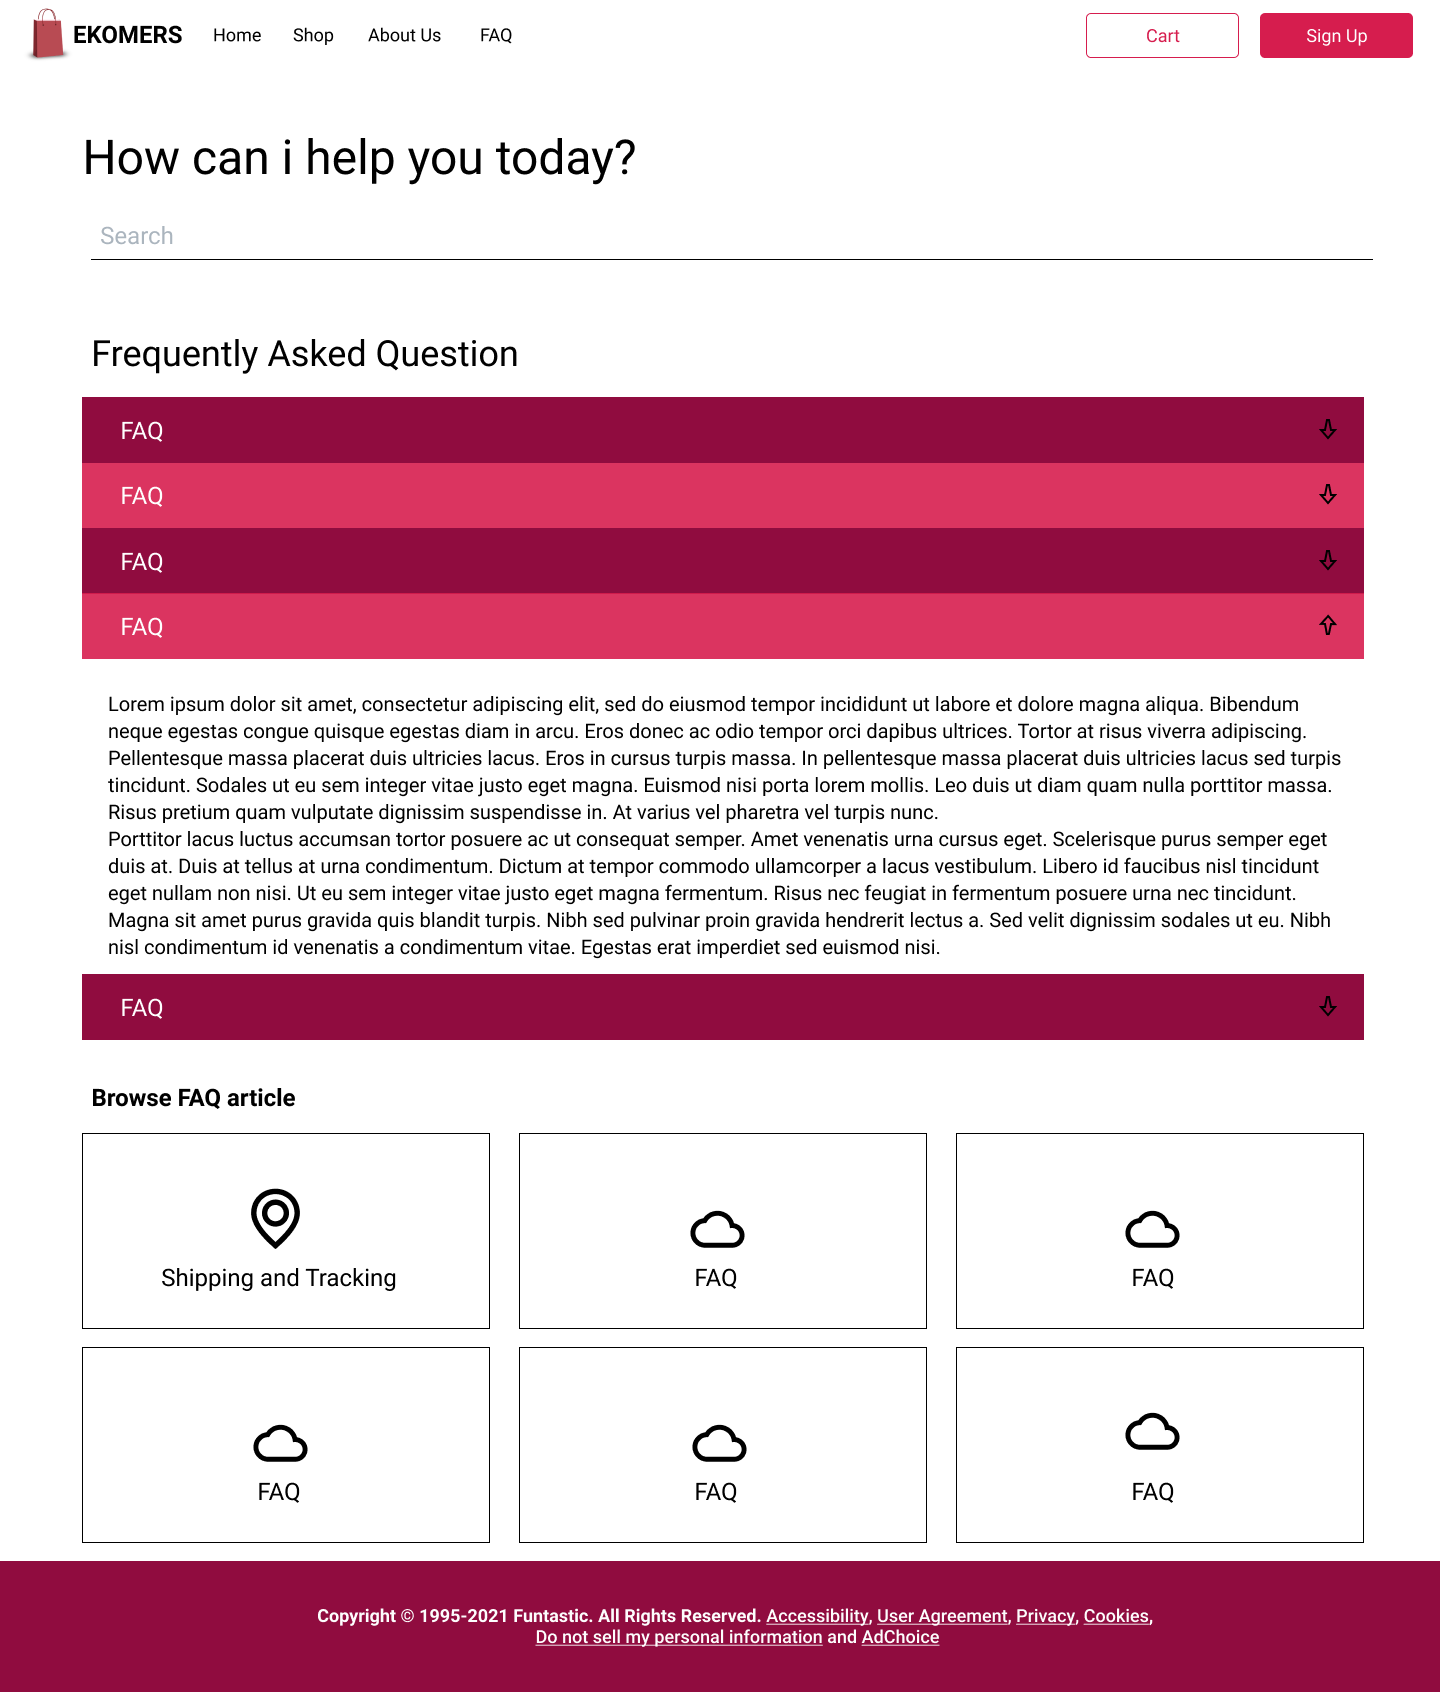 EKOMERS Home Shop About Us FAQ Cart Sign Up
How can i help you today?
Search
Frequently Asked Question
FAQ
FAQ
FAQ
FAQ
Lorem ipsum dolor sit amet, consectetur adipiscing elit, sed do eiusmod tempor incididunt ut labore et dolore magna aliqua. Bibendum
neque egestas congue quisque egestas diam in arcu. Eros donec ac odio tempor orci dapibus ultrices. Tortor at risus viverra adipiscing.
Pellentesque massa placerat duis ultricies lacus. Eros in cursus turpis massa. In pellentesque massa placerat duis ultricies lacus sed turpis
tincidunt. Sodales ut eu sem integer vitae justo eget magna. Euismod nisi porta lorem mollis. Leo duis ut diam quam nulla porttitor massa.
Risus pretium quam vulputate dignissim suspendisse in. At varius vel pharetra vel turpis nunc.
Porttitor lacus luctus accumsan tortor posuere ac ut consequat semper. Amet venenatis urna cursus eget. Scelerisque purus semper eget
duis at. Duis at tellus at urna condimentum. Dictum at tempor commodo ullamcorper a lacus vestibulum. Libero id faucibus nisl tincidunt
eget nullam non nisi. Ut eu sem integer vitae justo eget magna fermentum. Risus nec feugiat in fermentum posuere urna nec tincidunt.
Magna sit amet purus gravida quis blandit turpis. Nibh sed pulvinar proin gravida hendrerit lectus a. Sed velit dignissim sodales ut eu. Nibh
nisl condimentum id venenatis a condimentum vitae. Egestas erat imperdiet sed euismod nisi.
FAQ
Browse FAQ article
Shipping and Tracking
FAQ
FAQ
FAQ
FAQ
FAQ
Copyright © 1995-2021 Funtastic. All Rights Reserved. Accessibility, User Agreement, Privacy, Cookies,
Do not sell my personal information and AdChoice